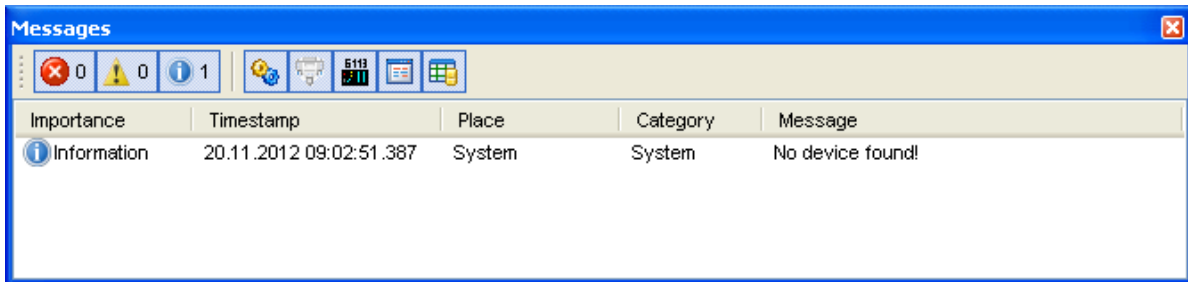 Messages
0 0 1 5113
Importance Timestamp Place Category Message
Information 20.11.2012 09:02:51.387 System System No device found!